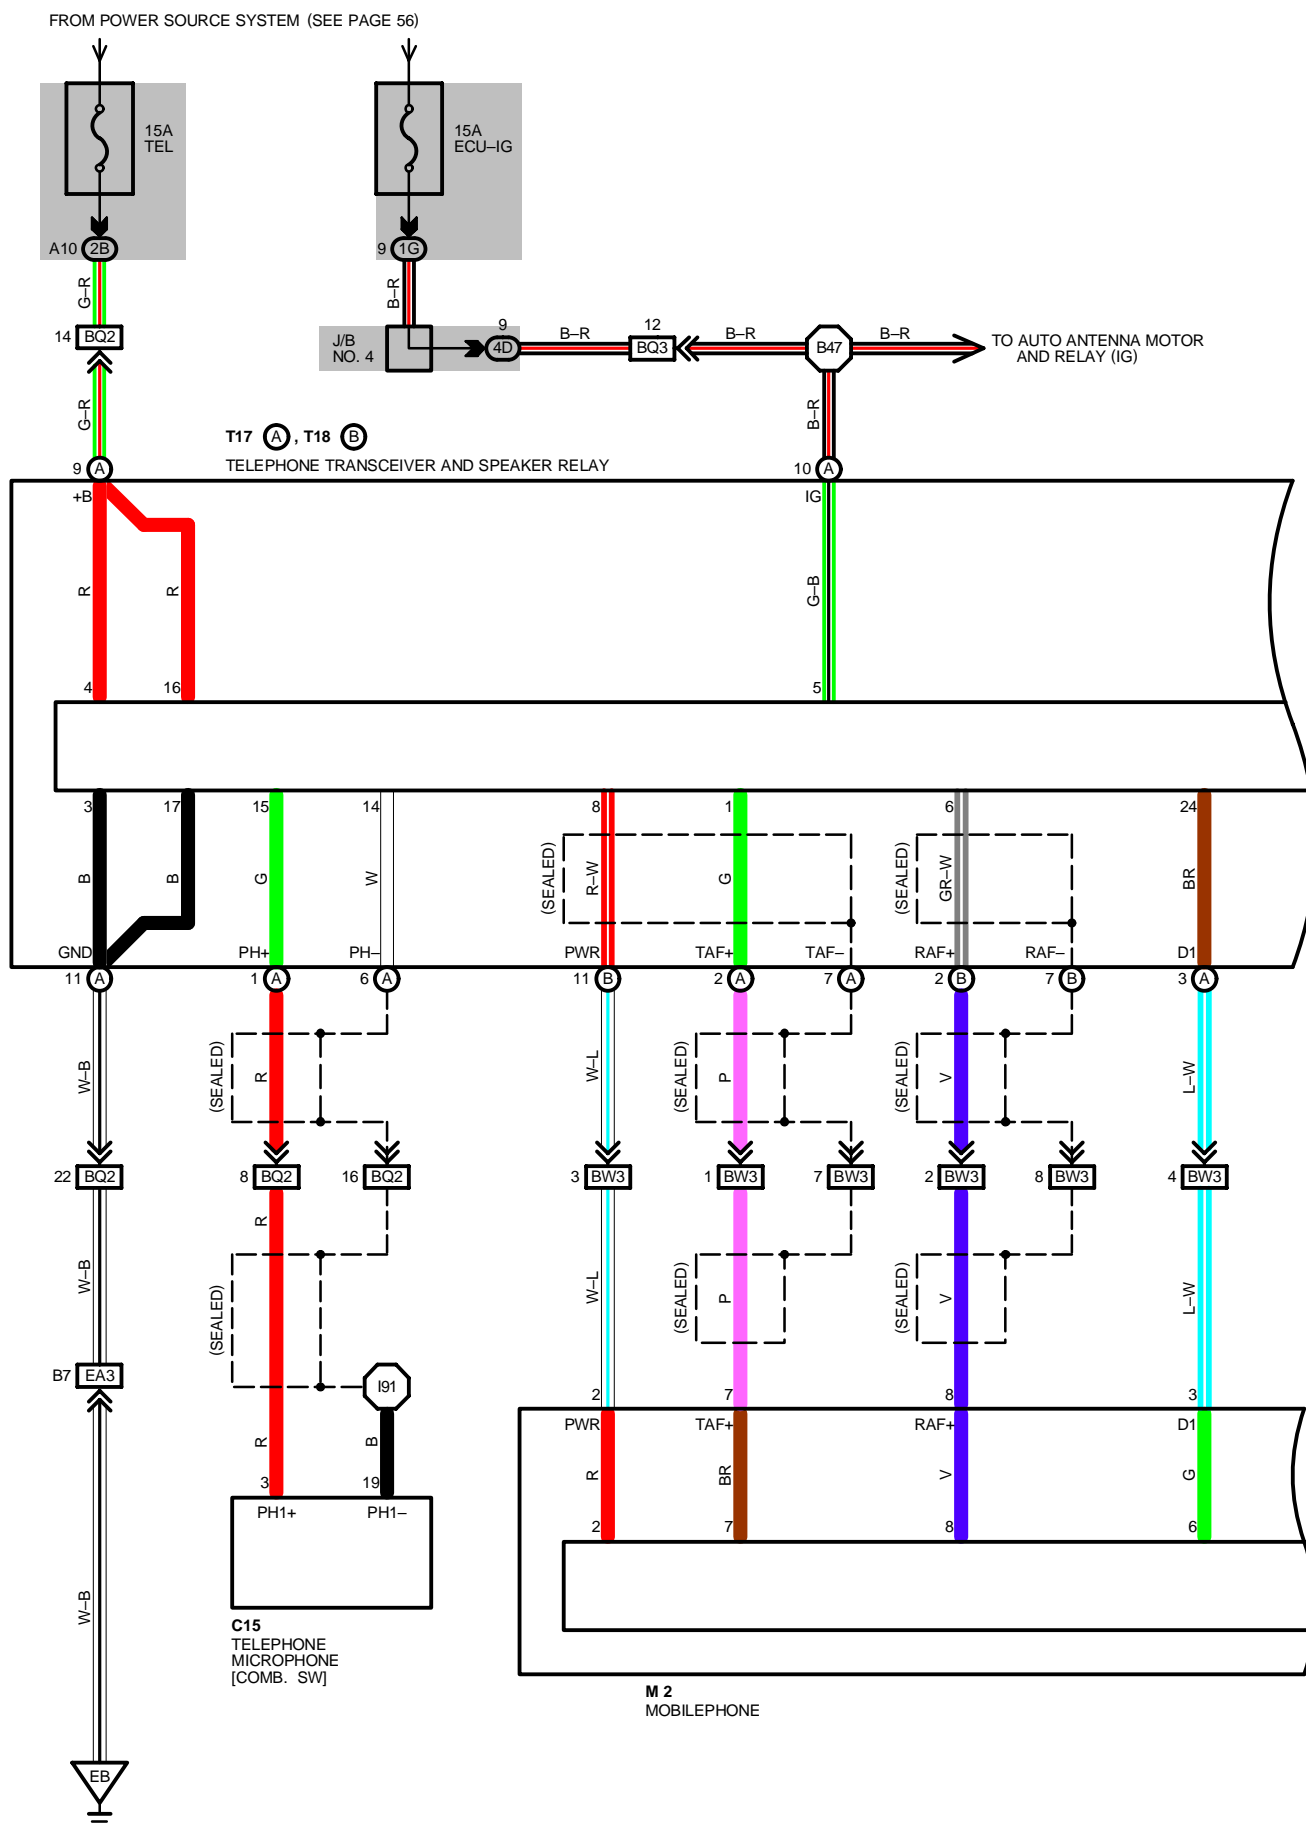 FROM POWER SOURCE SYSTEM (SEE PAGE 56)
15A
TEL
15A
ECU–IG
A10 2B
9 1G
G–R
B–R
14 BQ2
J/B
NO. 4
9
4D
B–R
12
BQ3
B–R
B47
B–R
TO AUTO ANTENNA MOTOR
AND RELAY (IG)
G–R
B–R
T17 A , T18 B
TELEPHONE TRANSCEIVER AND SPEAKER RELAY
9 A
10 A
+B
IG
R
R
G–B
4
16
5
3
17
15
14
8
1
6
24
(SEALED)
(SEALED)
B
B
G
W
R–W
G
GR–W
BR
GND
PH+
PH–
PWR
TAF+
TAF–
RAF+
RAF–
D1
11 A
1 A
6 A
11 B
2 A
7 A
2 B
7 B
3 A
W–B
(SEALED)
R
W–L
(SEALED)
P
(SEALED)
V
L–W
22 BQ2
8 BQ2
16 BQ2
3 BW3
1 BW3
7 BW3
2 BW3
8 BW3
4 BW3
R
W–B
(SEALED)
W–L
(SEALED)
P
(SEALED)
V
L–W
B7 EA3
I91
2
7
8
3
PWR
TAF+
RAF+
D1
R
B
R
BR
V
G
3
19
PH1+
PH1–
2
7
8
6
W–B
C15
TELEPHONE
MICROPHONE
[COMB. SW]
M 2
MOBILEPHONE
EB